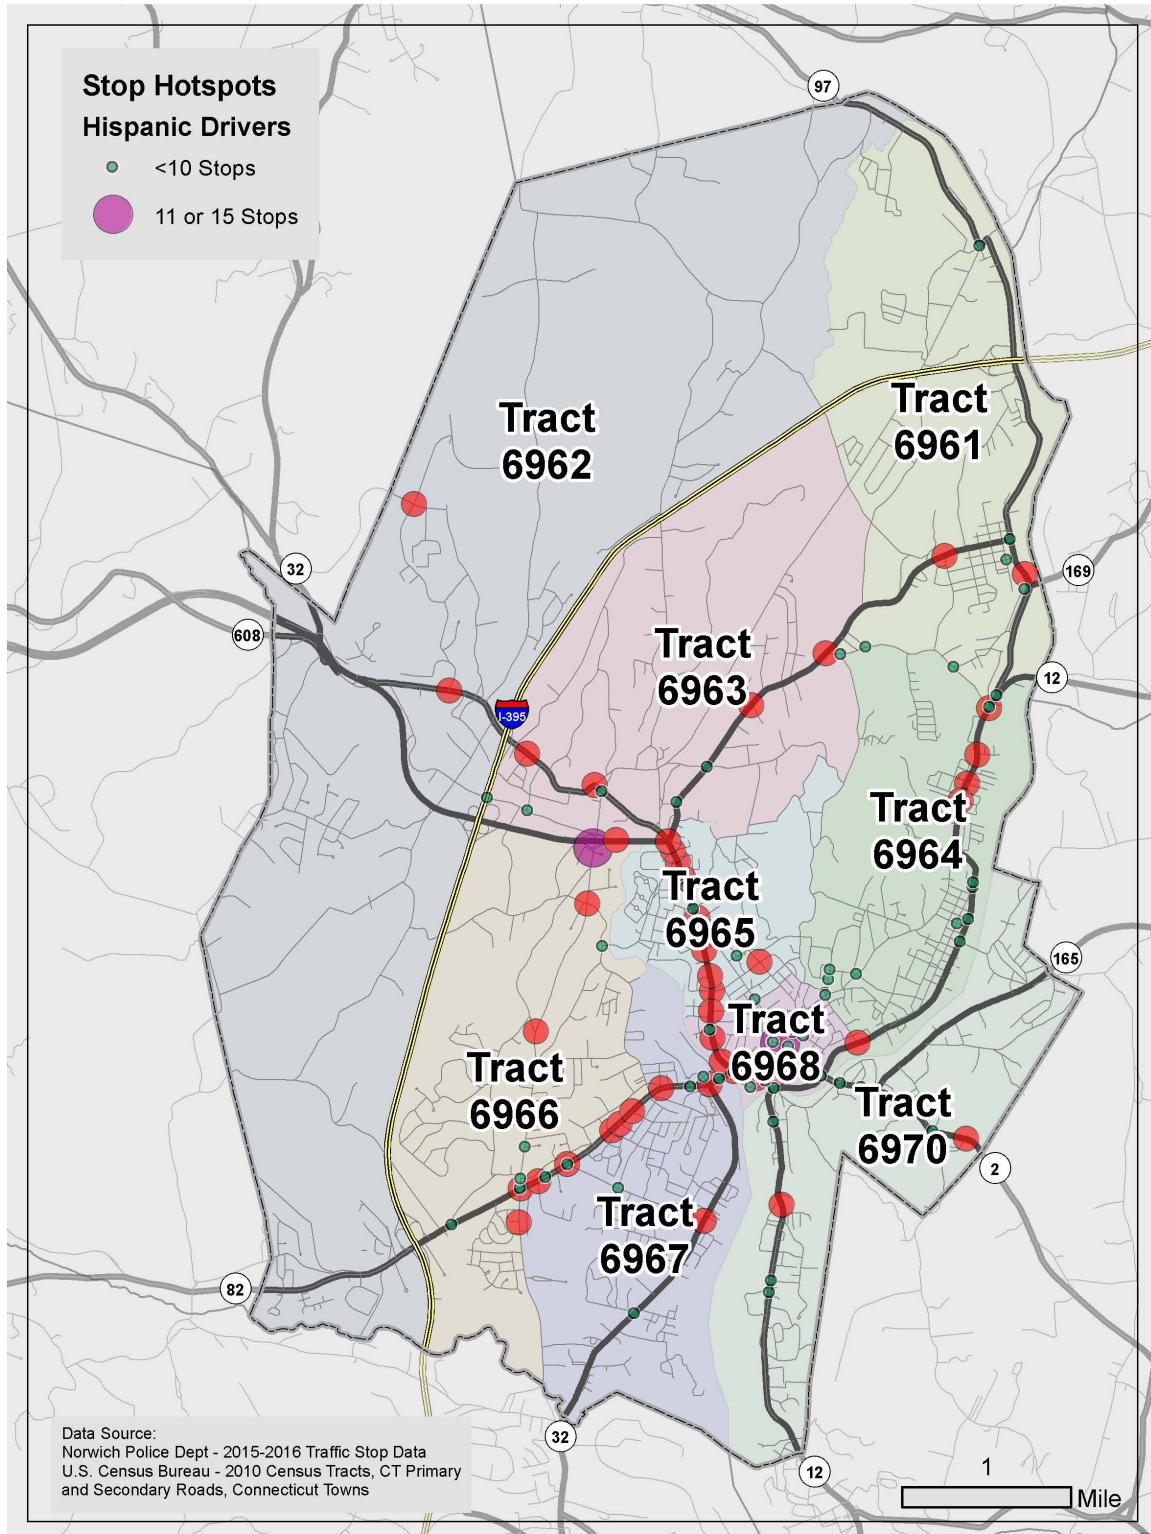 Stop Hotspots
Hispanic Drivers
<10 Stops
11 or 15 Stops
97
Tract
6961
Tract
6962
32
169
608
Tract
6963
12
I-395
Tract
6964
Tract
6965
165
Tract
6968
Tract
6966
Tract
6970
2
Tract
6967
82
32
12
Data Source:
Norwich Police Dept - 2015-2016 Traffic Stop Data
U.S. Census Bureau - 2010 Census Tracts, CT Primary
and Secondary Roads, Connecticut Towns
1
Mile